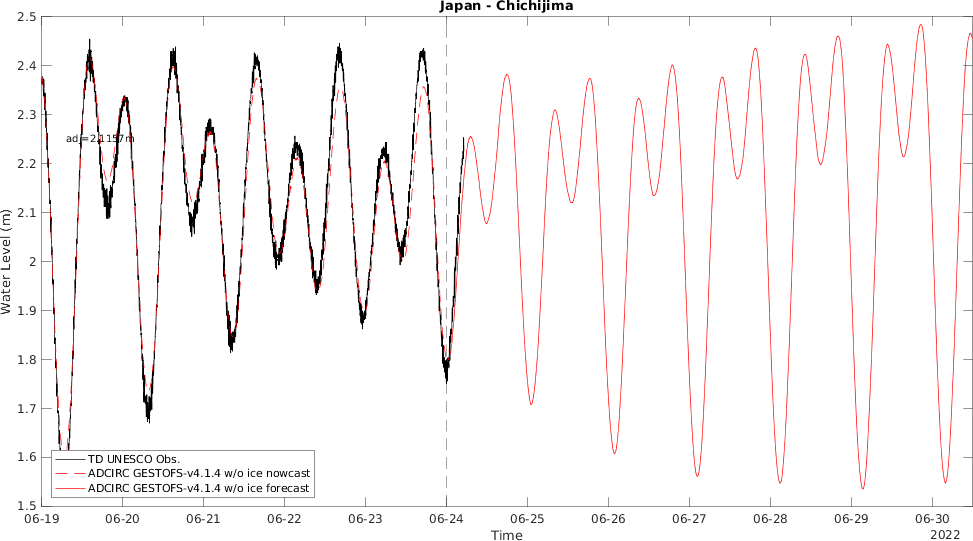 Japan - Chichijima
2.5
2.4
2.3
adj=2.1157m
2.2
2.1
Water Level (m)
2
1.9
1.8
1.7
TD UNESCO Obs.
1.6
ADCIRC GESTOFS-v4.1.4 w/o ice nowcast
ADCIRC GESTOFS-v4.1.4 w/o ice forecast
1.5
06-19 06-20 06-21 06-22 06-23 06-24 06-25 06-26 06-27 06-28 06-29 06-30
Time
2022